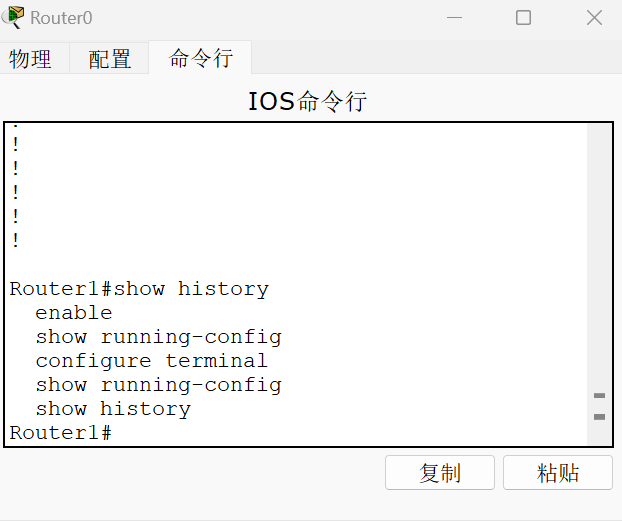 Router0
物理 配置 命令行
IOS命令行
!
!
!
!
!
!
Router1#show history
enable
show running-config
configure terminal
show running-config
show history
Router1#
复制 粘贴